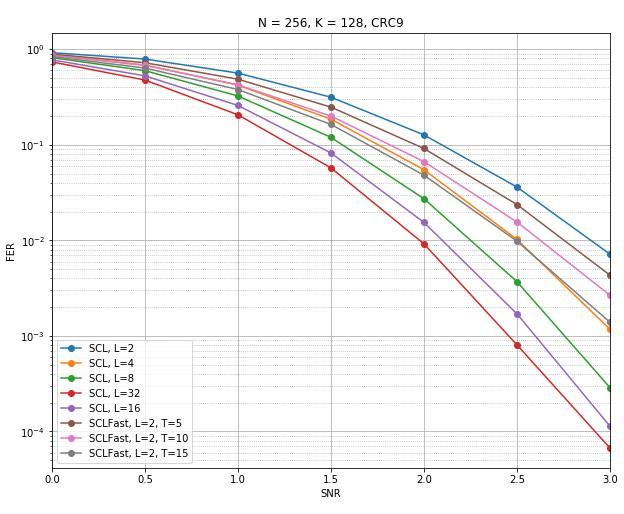 N = 256, K = 128, CRC9
10⁰
10⁻¹
10⁻²
10⁻³
10⁻⁴
FER
SCL, L=2
SCL, L=4
SCL, L=8
SCL, L=32
SCL, L=16
SCLFast, L=2, T=5
SCLFast, L=2, T=10
SCLFast, L=2, T=15
0.0 0.5 1.0 1.5 2.0 2.5 3.0
SNR